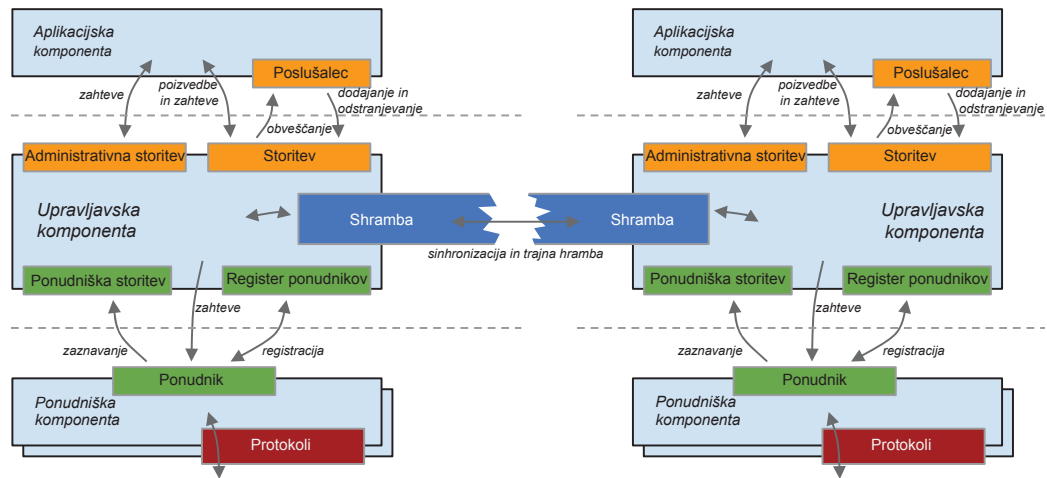 Aplikacijska
komponenta
Poslušalec
zahteve
poizvedbe
in zahteve
dodajanje in
odstranjevanje
obveščanje
Administrativna storitev
Storitev
Upravljavska
komponenta
Shramba
Ponudniška storitev
Register ponudnikov
zahteve
zaznavanje
registracija
Ponudnik
Ponudniška
komponenta
Protokoli
sinhronizacija in trajna hramba
Aplikacijska
komponenta
Poslušalec
zahteve
poizvedbe
in zahteve
dodajanje in
odstranjevanje
obveščanje
Administrativna storitev
Storitev
Shramba
Upravljavska
komponenta
Ponudniška storitev
Register ponudnikov
zahteve
zaznavanje
registracija
Ponudnik
Ponudniška
komponenta
Protokoli